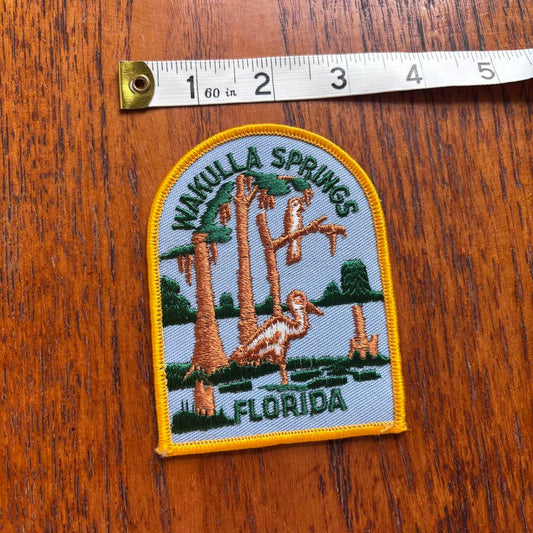 1 60 in 2 3 4 5
WAKULLA SPRINGS
FLORIDA